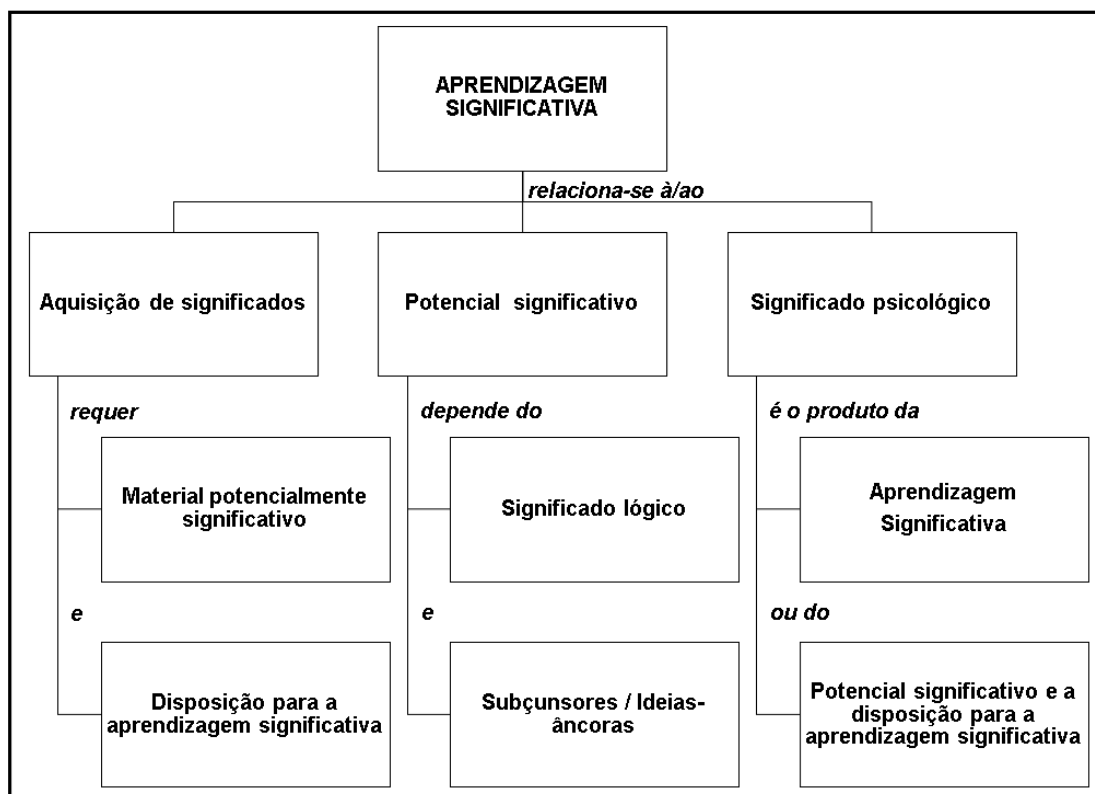 APRENDIZAGEM
SIGNIFICATIVA
relaciona-se à/ao
Aquisição de significados
Potencial significativo
Significado psicológico
requer
depende do
é o produto da
Material potencialmente
significativo
Significado lógico
Aprendizagem
Significativa
e
e
ou do
Disposição para a
aprendizagem significativa
Subçunsores / Ideias-
âncoras
Potencial significativo e a
disposição para a
aprendizagem significativa